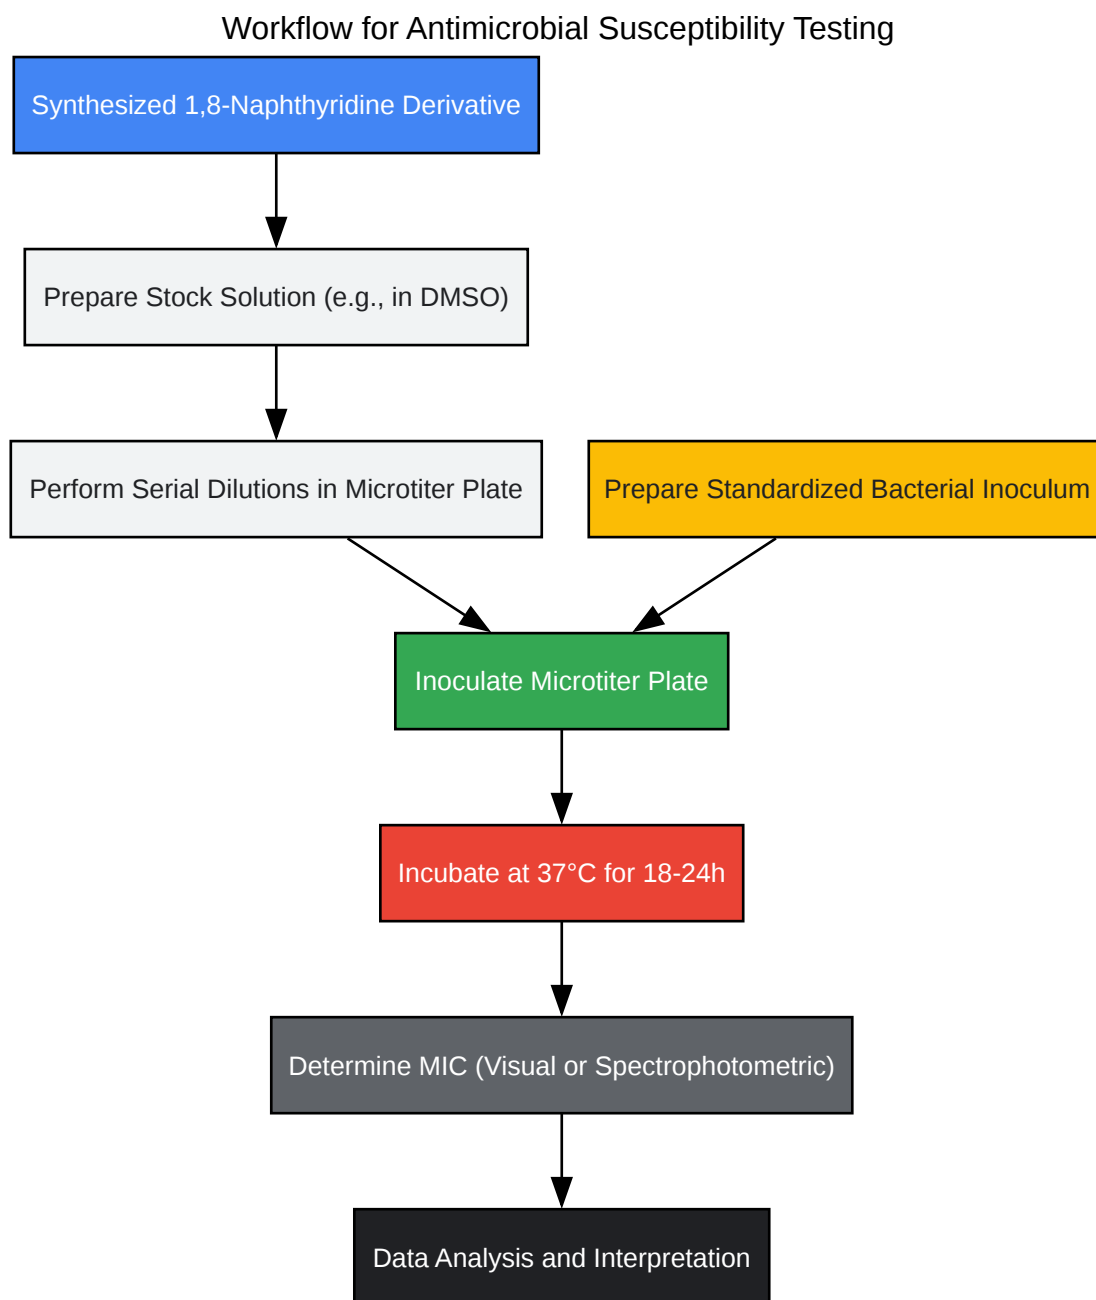 Workflow for Antimicrobial Susceptibility Testing
Synthesized 1,8-Naphthyridine Derivative
Prepare Stock Solution (e.g., in DMSO)
Perform Serial Dilutions in Microtiter Plate
Prepare Standardized Bacterial Inoculum
Inoculate Microtiter Plate
Incubate at 37°C for 18-24h
Determine MIC (Visual or Spectrophotometric)
Data Analysis and Interpretation